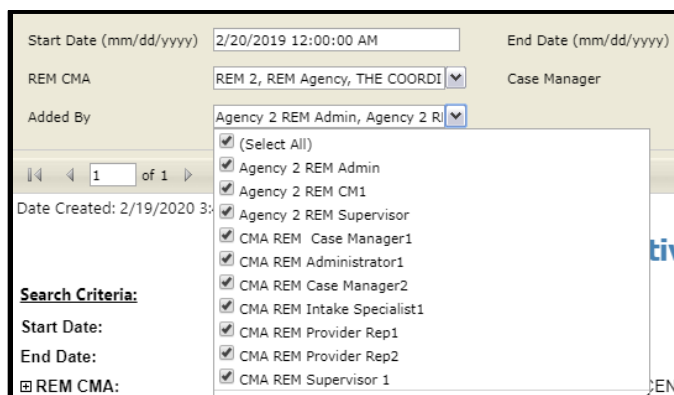 Start Date (mm/dd/yyyy) 2/20/2019 12:00:00 AM End Date (mm/dd/yyyy)
REM CMA REM 2, REM Agency, THE COORDI Case Manager
Added By Agency 2 REM Admin, Agency 2 RE
(Select All)
Agency 2 REM Admin
1 of 1
Agency 2 REM CM1
Date Created: 2/19/2020 3:
Agency 2 REM Supervisor
CMA REM  Case Manager1
CMA REM Administrator1
CMA REM Case Manager2
Search Criteria:
CMA REM Intake Specialist1
Start Date:
CMA REM Provider Rep1
End Date:
CMA REM Provider Rep2
REM CMA:
CMA REM Supervisor 1